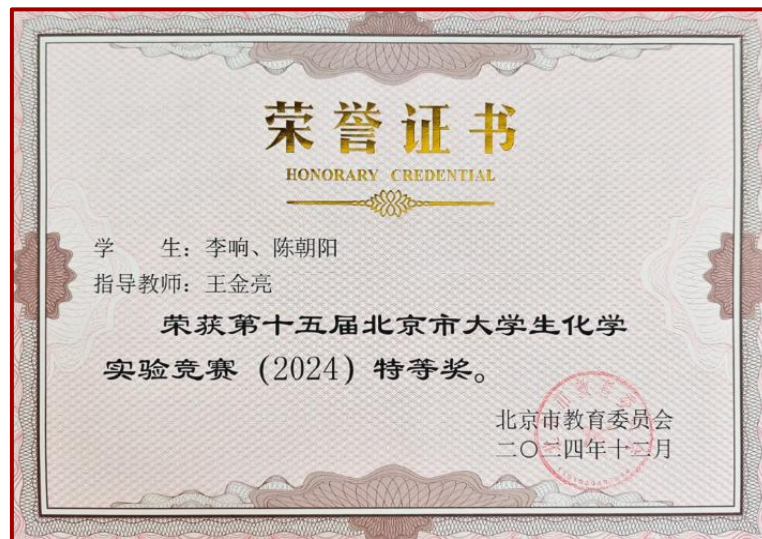 荣誉证书
HONORARY CREDENTIAL
学　　生：李响、陈朝阳
指导教师：王金亮
荣获第十五届北京市大学生化学
实验竞赛（2024）特等奖。
北京市教育委员会
二〇二四年十二月